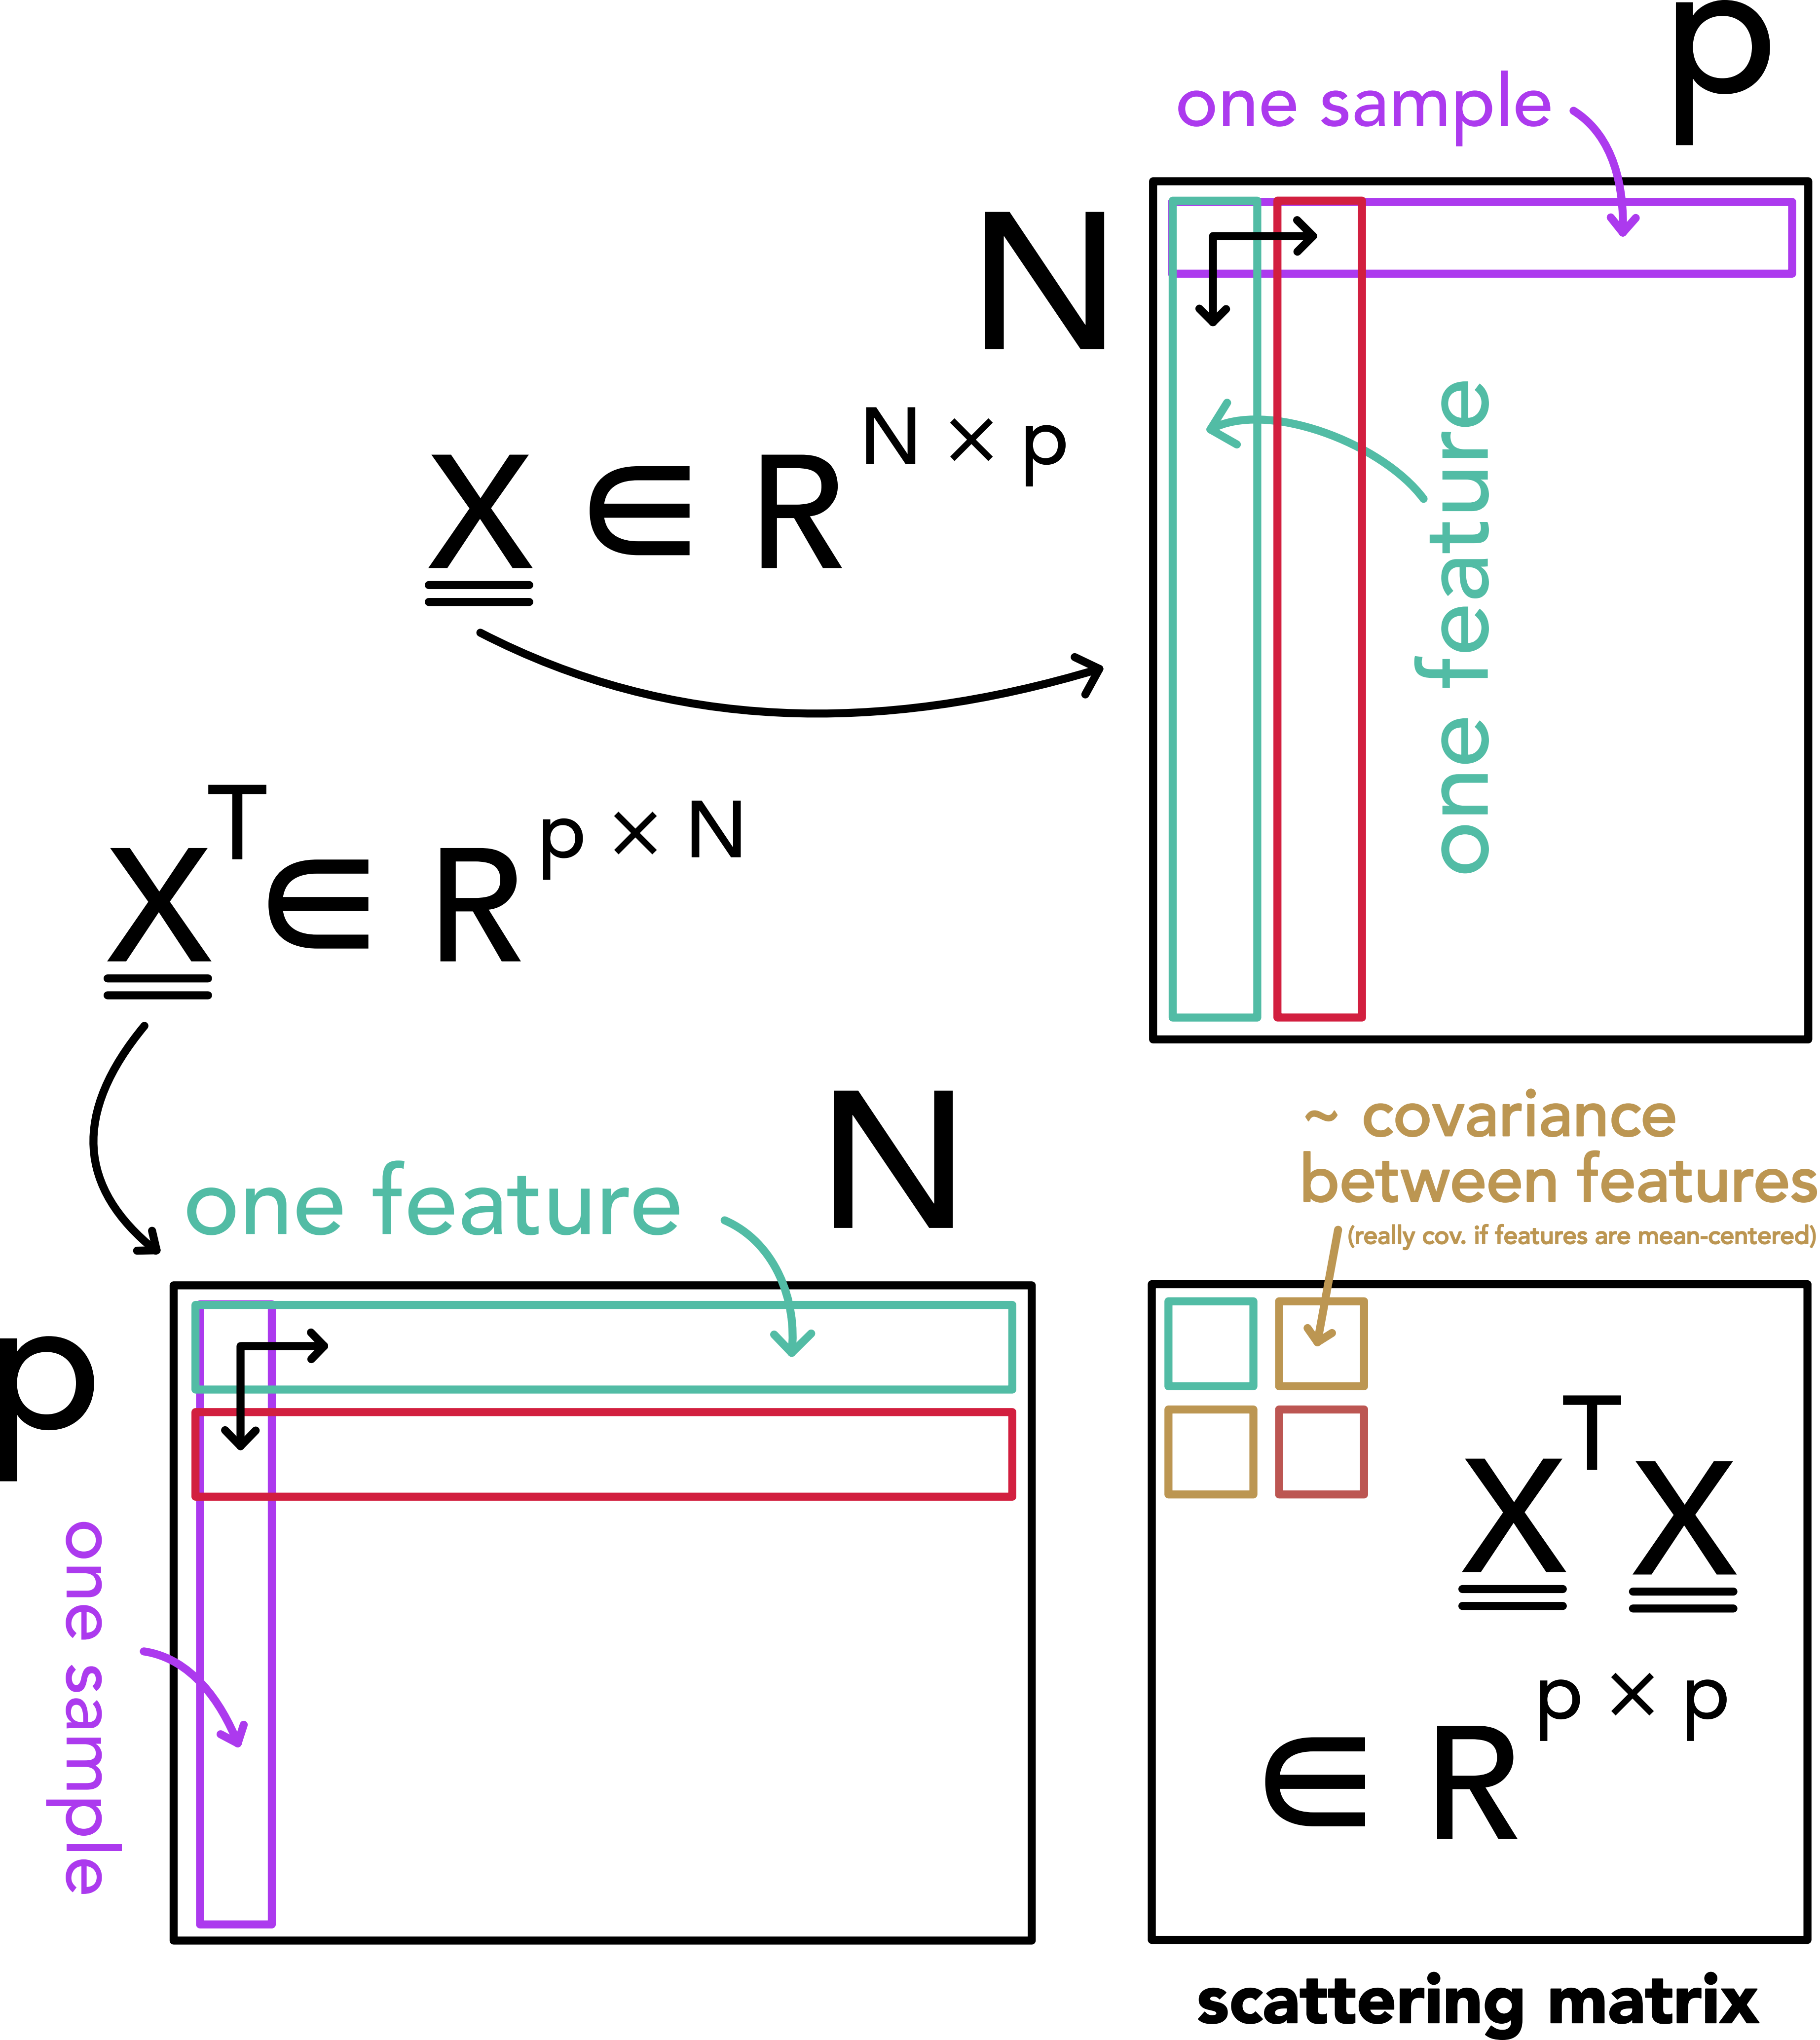 p
one sample
N
X ∈ R^{N × p}
one feature
X^T ∈ R^{p × N}
N
one feature
p
one sample
~ covariance
between features
(really cov. if features are mean-centered)
X^T X
∈ R^{p × p}
scattering matrix